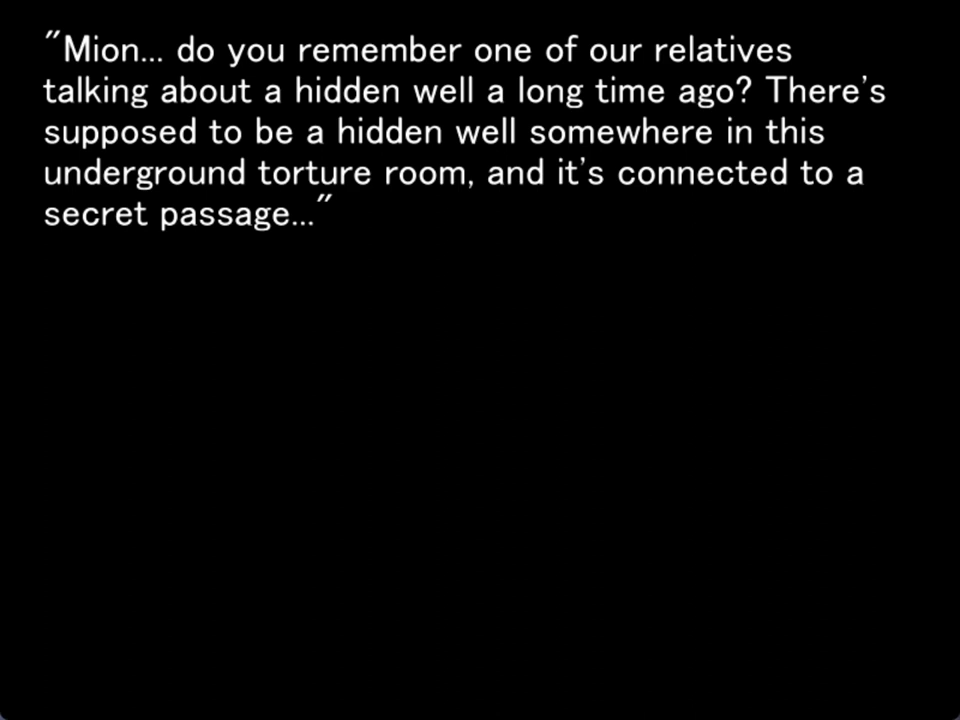 "Mion... do you remember one of our relatives
talking about a hidden well a long time ago? There's
supposed to be a hidden well somewhere in this
underground torture room, and it's connected to a
secret passage..."